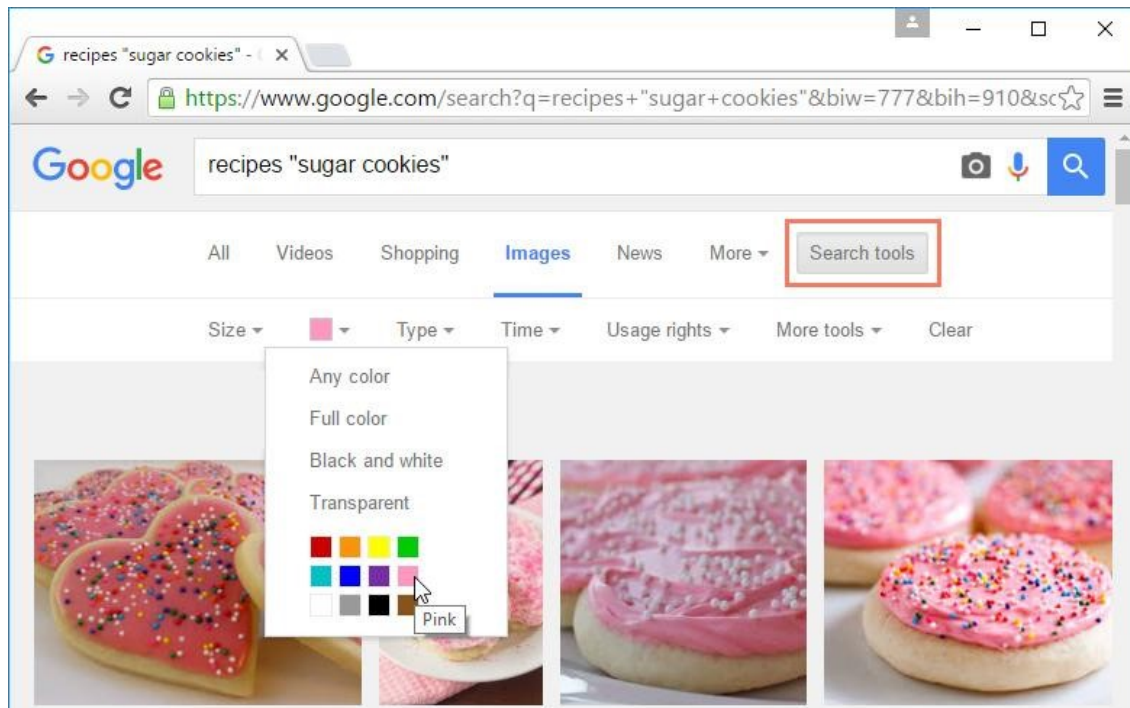 recipes "sugar cookies" -
https://www.google.com/search?q=recipes+"sugar+cookies"&biw=777&bih=910&sc
Google recipes "sugar cookies"
All Videos Shopping Images News More Search tools
Size Type Time Usage rights More tools Clear
Any color
Full color
Black and white
Transparent
Pink